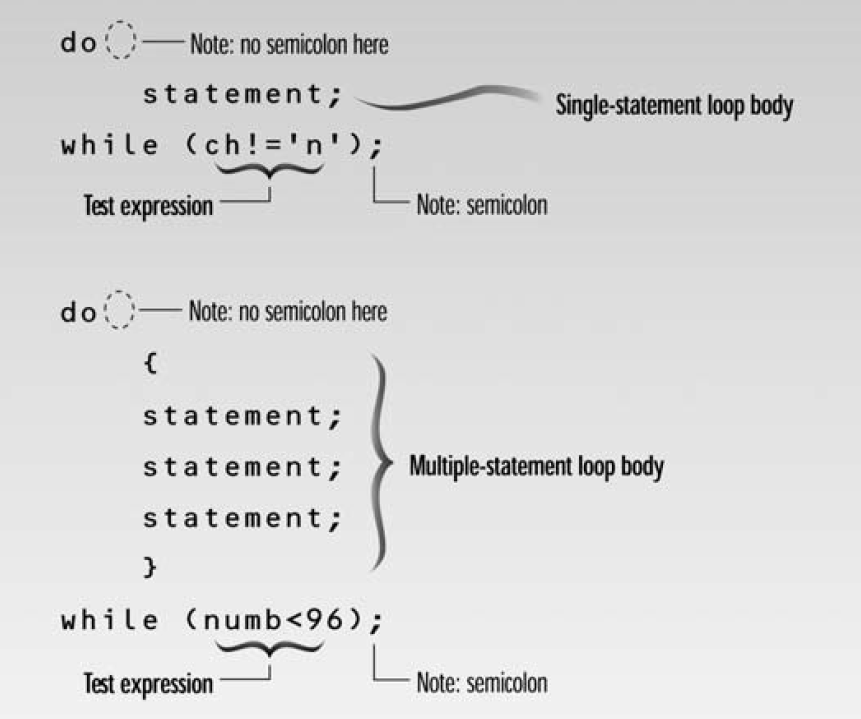 do Note: no semicolon here
statement; Single-statement loop body
while (ch!='n');
Test expression Note: semicolon
do Note: no semicolon here
{
statement;
statement; Multiple-statement loop body
statement;
}
while (numb<96);
Test expression Note: semicolon